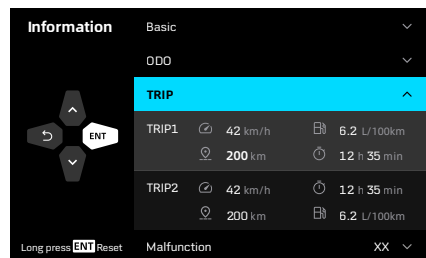 Information
Basic
ODO
TRIP
TRIP1 42 km/h 6.2 L/100km
200 km 12 h 35 min
TRIP2 42 km/h 12 h 35 min
200 km 6.2 L/100km
ENT
Long press ENT Reset
Malfunction XX